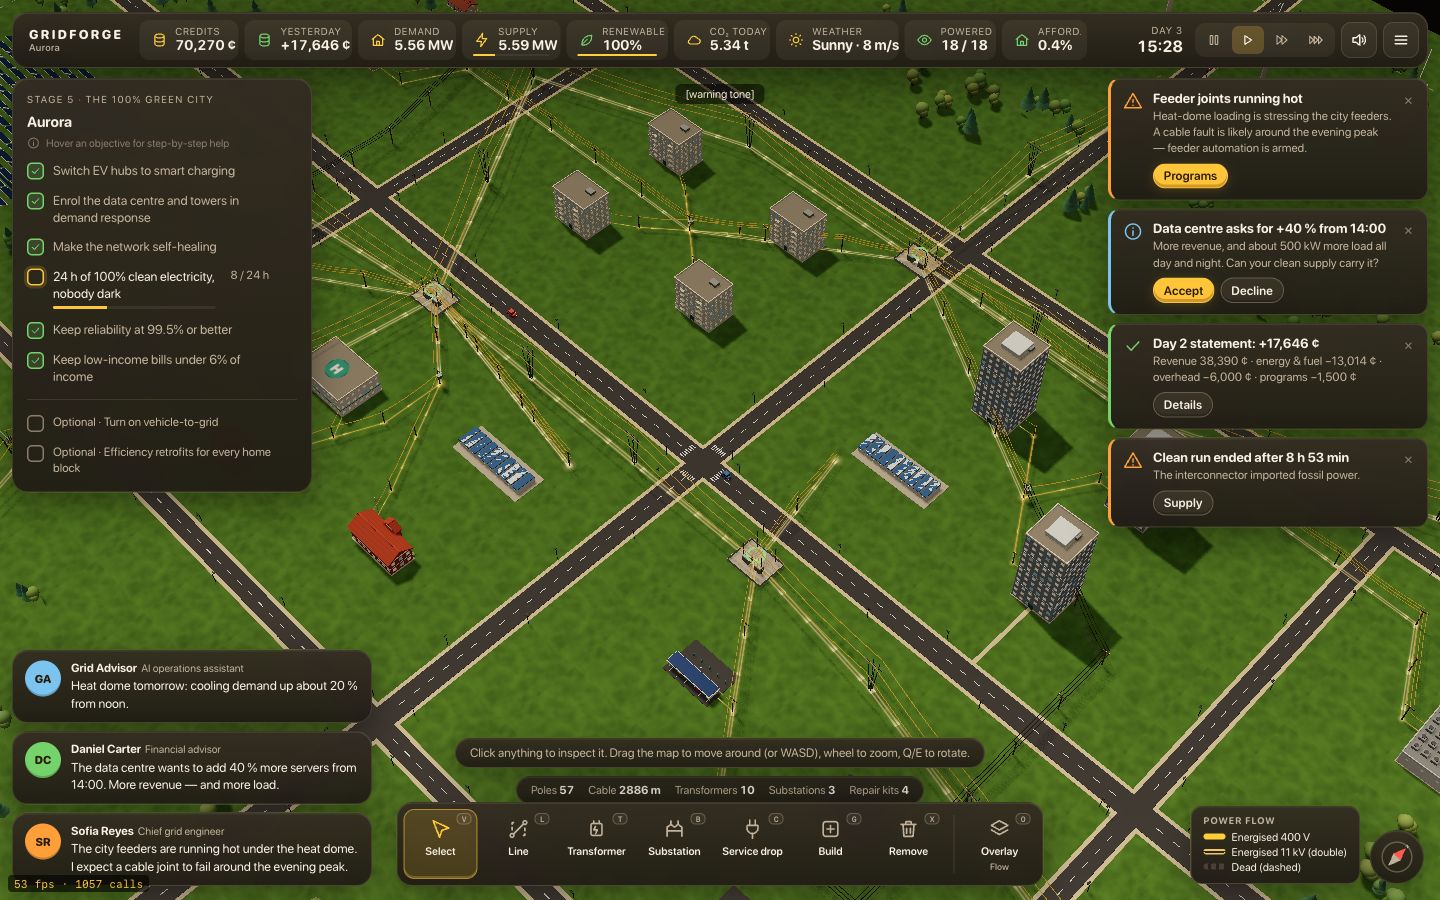 GRIDFORGE
Aurora
CREDITS
70,270 ¢
YESTERDAY
+17,646 ¢
DEMAND
5.56 MW
SUPPLY
5.59 MW
RENEWABLE
100%
CO₂ TODAY
5.34 t
WEATHER
Sunny · 8 m/s
POWERED
18 / 18
AFFORD.
0.4%
DAY 3
15:28
[warning tone]
STAGE 5 · THE 100% GREEN CITY
Aurora
Hover an objective for step-by-step help
Switch EV hubs to smart charging
Enrol the data centre and towers in
demand response
Make the network self-healing
24 h of 100% clean electricity,
nobody dark
8 / 24 h
Keep reliability at 99.5% or better
Keep low-income bills under 6% of
income
Optional · Turn on vehicle-to-grid
Optional · Efficiency retrofits for every home
block
Feeder joints running hot
Heat-dome loading is stressing the city feeders.
A cable fault is likely around the evening peak
— feeder automation is armed.
Programs
Data centre asks for +40 % from 14:00
More revenue, and about 500 kW more load all
day and night. Can your clean supply carry it?
Accept
Decline
Day 2 statement: +17,646 ¢
Revenue 38,390 ¢ · energy & fuel −13,014 ¢ ·
overhead −6,000 ¢ · programs −1,500 ¢
Details
Clean run ended after 8 h 53 min
The interconnector imported fossil power.
Supply
H
GA
Grid Advisor AI operations assistant
Heat dome tomorrow: cooling demand up about 20 %
from noon.
DC
Daniel Carter Financial advisor
The data centre wants to add 40 % more servers from
14:00. More revenue — and more load.
SR
Sofia Reyes Chief grid engineer
The city feeders are running hot under the heat dome.
I expect a cable joint to fail around the evening peak.
53 fps · 1057 calls
Click anything to inspect it. Drag the map to move around (or WASD), wheel to zoom, Q/E to rotate.
Poles 57 Cable 2886 m Transformers 10 Substations 3 Repair kits 4
V
Select
L
Line
T
Transformer
B
Substation
C
Service drop
G
Build
X
Remove
O
Overlay
Flow
POWER FLOW
Energised 400 V
Energised 11 kV (double)
Dead (dashed)